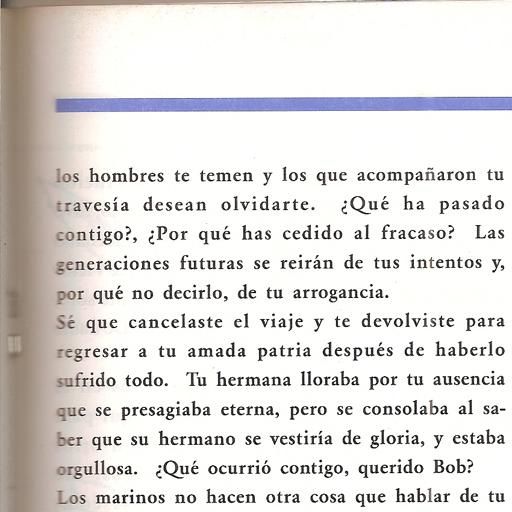 los hombres te temen y los que acompañaron tu
travesía desean olvidarte. ¿Qué ha pasado
contigo?, ¿Por qué has cedido al fracaso? Las
generaciones futuras se reirán de tus intentos y,
por qué no decirlo, de tu arrogancia.
Sé que cancelaste el viaje y te devolviste para
regresar a tu amada patria después de haberlo
sufrido todo. Tu hermana lloraba por tu ausencia
que se presagiaba eterna, pero se consolaba al sa-
ber que su hermano se vestiría de gloria, y estaba
orgullosa. ¿Qué ocurrió contigo, querido Bob?
Los marinos no hacen otra cosa que hablar de tu